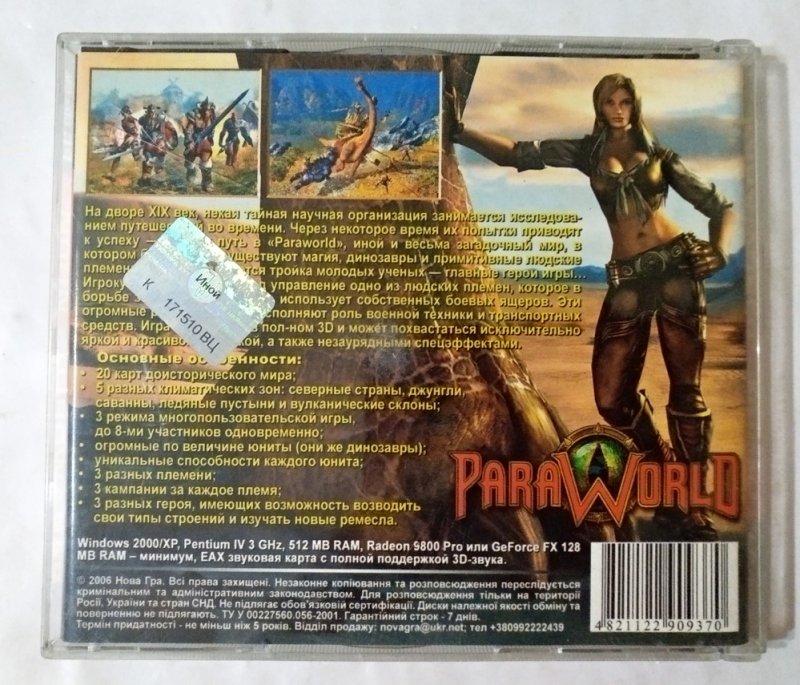 На дворе XIX век, некая тайная научная организация занимается исследова-
нием путеше й во времени. Через некоторое время их попытки приводят
к успеху — путь в «Paraworld», иной и весьма загадочный мир, в
котором уществуют магия, динозавры и примитивные людские
племен тся тройка молодых ученых — главные герои игры...
Игроку управление одно из людских племен, которое в
борьбе использует собственных боевых ящеров. Эти
огромные полняют роль военной техники и транспортных
средств. Игра в пол-ном 3D и может похвастаться исключительно
яркой и красиво кой, а также незаурядными спецэффектами.
Иной
К 171510 ВЦ
Основные ос енности:
• 20 карт доисторического мира;
• 5 разных климатических зон: северные страны, джунгли,
саванны, ледяные пустыни и вулканические склоны;
• 3 режима многопользовательской игры,
до 8-ми участников одновременно;
• огромные по величине юниты (они же динозавры);
• уникальные способности каждого юнита;
• 3 разных племени;
• 3 кампании за каждое племя;
• 3 разных героя, имеющих возможность возводить
свои типы строений и изучать новые ремесла.
PARAWORLD
Windows 2000/XP, Pentium IV 3 GHz, 512 MB RAM, Radeon 9800 Pro или GeForce FX 128
MB RAM – минимум, EAX звуковая карта с полной поддержкой 3D-звука.
© 2006 Нова Гра. Всі права захищені. Незаконне копіювання та розповсюдження переслідується
кримінальним та адміністративним законодавством. Для розповсюдження тільки на території
Росії, України та стран СНД. Не підлягає обов'язковій сертифікації. Диски належної якості обміну та
поверненню не підлягають. ТУ У 00227560.056-2001. Гарантійний строк - 7 днів.
Термін придатності - не меньш ніж 5 років. Відділ продажу: novagra@ukr.net; тел +380992222439
4 821122 909370